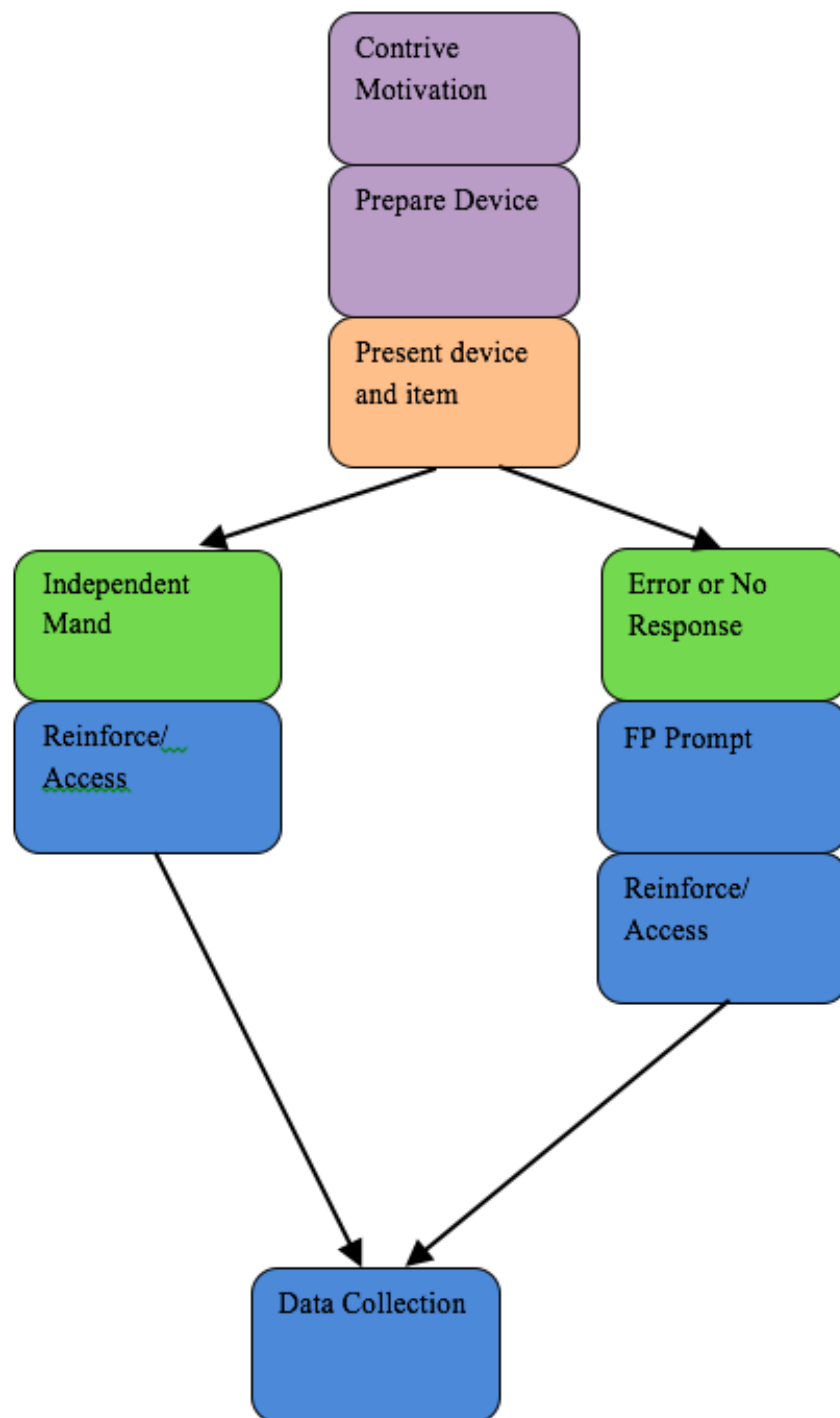 Contrive
Motivation
Prepare Device
Present device
and item
Independent
Mand
Reinforce/
Access
Error or No
Response
FP Prompt
Reinforce/
Access
Data Collection